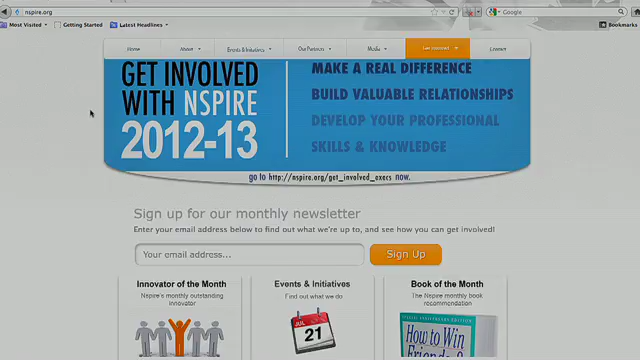 nspire.org
Google
Most Visited
Getting Started
Latest Headlines
Bookmarks
Home
About
Events & Initiatives
Our Partners
Media
Get Involved
GET INVOLVED
WITH NSPIRE
2012-13
MAKE A REAL DIFFERENCE
BUILD VALUABLE RELATIONSHIPS
DEVELOP YOUR PROFESSIONAL
SKILLS & KNOWLEDGE
go to http://nspire.org/get_involved_execs now.
Sign up for our monthly newsletter
Enter your email address below to find out what we're up to, and see how you can get involved!
Your email address...
Sign Up
Innovator of the Month
Nspire's monthly outstanding
innovator
Events & Initiatives
Find out what we do
JUL
21
Book of the Month
The Nspire monthly book
recommendation
How to Win